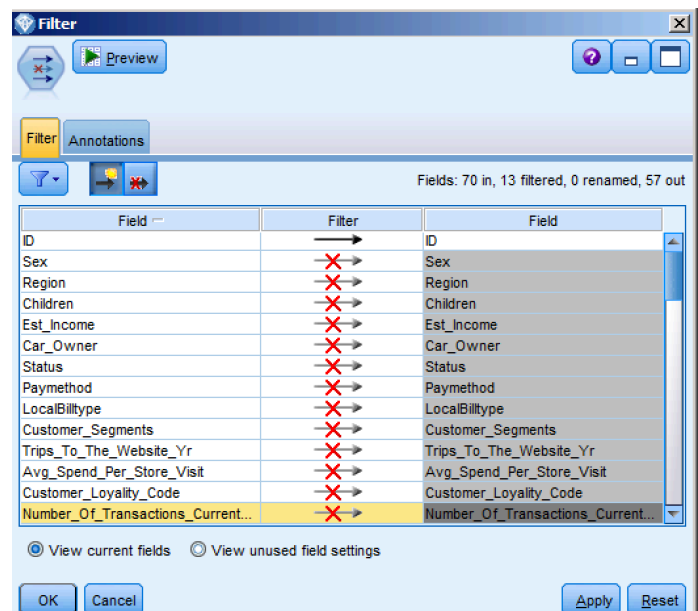 Filter
Preview
Filter Annotations
Fields: 70 in, 13 filtered, 0 renamed, 57 out
Field Filter Field
ID ID
Sex Sex
Region Region
Children Children
Est_Income Est_Income
Car_Owner Car_Owner
Status Status
Paymethod Paymethod
LocalBilltype LocalBilltype
Customer_Segments Customer_Segments
Trips_To_The_Website_Yr Trips_To_The_Website_Yr
Avg_Spend_Per_Store_Visit Avg_Spend_Per_Store_Visit
Customer_Loyality_Code Customer_Loyality_Code
Number_Of_Transactions_Current... Number_Of_Transactions_Current...
View current fields View unused field settings
OK Cancel Apply Reset